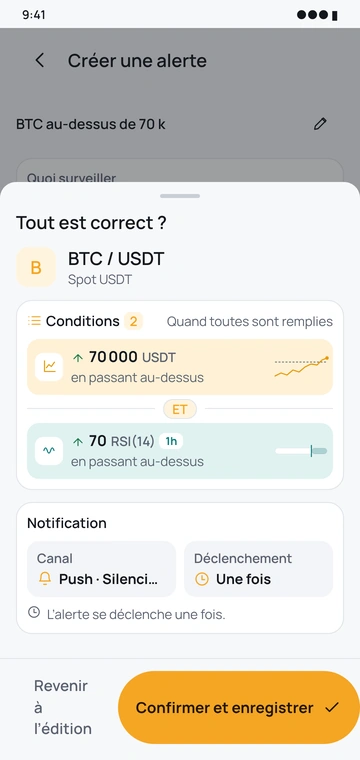 9:41
Créer une alerte
BTC au-dessus de 70 k
Quoi surveiller
Tout est correct ?
B
BTC / USDT
Spot USDT
Conditions 2 Quand toutes sont remplies
70 000 USDT
en passant au-dessus
ET
70 RSI(14) 1h
en passant au-dessus
Notification
Canal
Push · Silenci…
Déclenchement
Une fois
L’alerte se déclenche une fois.
Revenir
à
l’édition
Confirmer et enregistrer